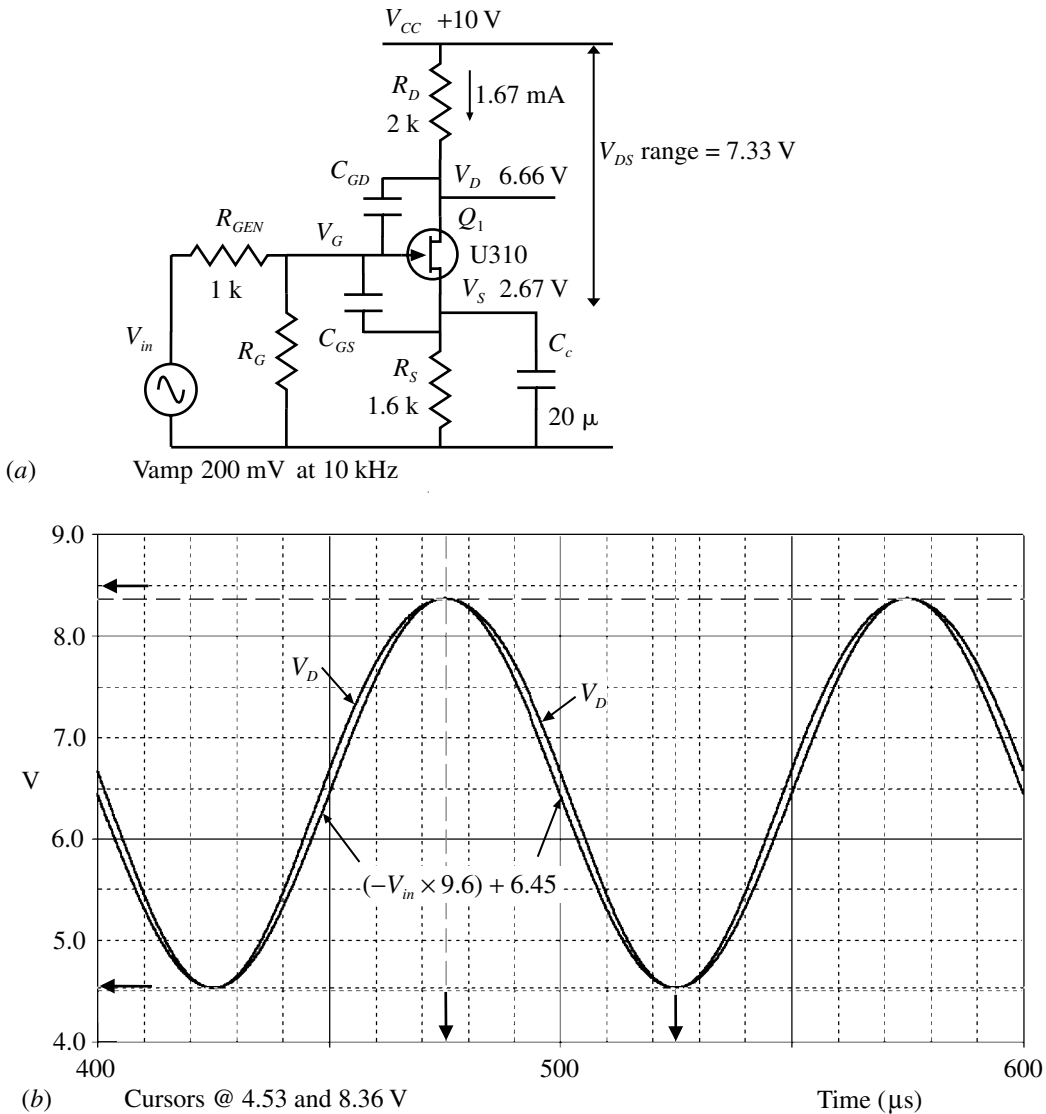 V_CC +10 V
R_D
1.67 mA
2 k
V_DS range = 7.33 V
C_GD
V_D 6.66 V
R_GEN
V_G
Q_1
U310
1 k
V_S 2.67 V
V_in
R_G
C_GS
C_c
R_S
1.6 k
20 μ
(a) Vamp 200 mV at 10 kHz
9.0
8.0
V_D
V_D
7.0
V
6.0
(−V_in × 9.6) + 6.45
5.0
4.0
400 500 600
(b) Cursors @ 4.53 and 8.36 V Time (μs)